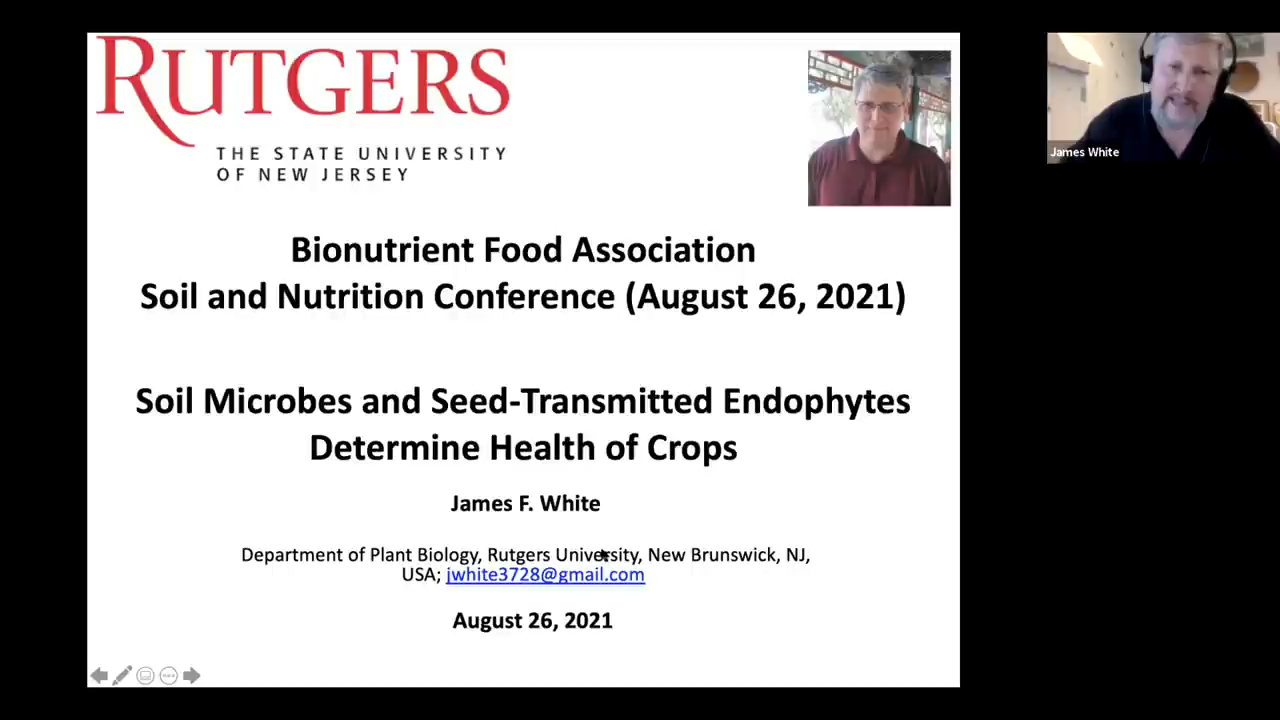 RUTGERS
THE STATE UNIVERSITY
OF NEW JERSEY
James White
Bionutrient Food Association
Soil and Nutrition Conference (August 26, 2021)
Soil Microbes and Seed-Transmitted Endophytes
Determine Health of Crops
James F. White
Department of Plant Biology, Rutgers University, New Brunswick, NJ,
USA; jwhite3728@gmail.com
August 26, 2021